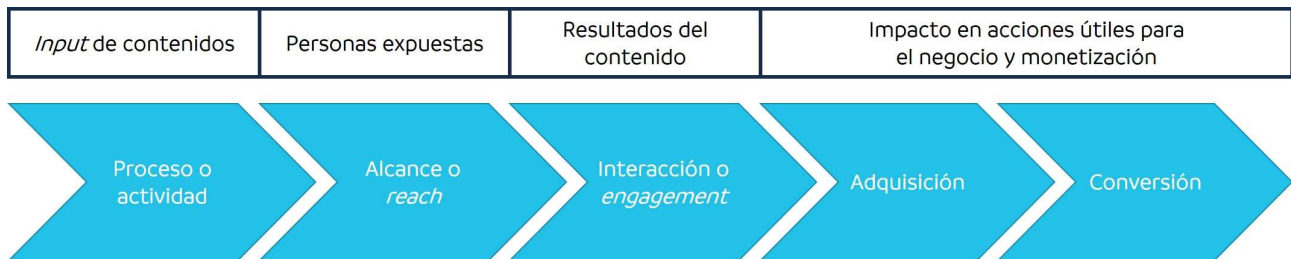 Input de contenidos
Personas expuestas
Resultados del
contenido
Impacto en acciones útiles para
el negocio y monetización
Proceso o
actividad
Alcance o
reach
Interacción o
engagement
Adquisición
Conversión